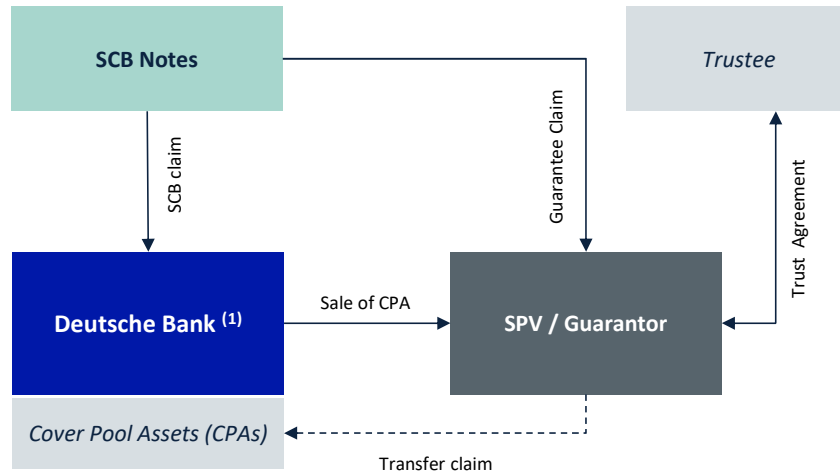 SCB Notes
Trustee
SCB claim
Guarantee Claim
Trust Agreement
Deutsche Bank (1)
Sale of CPA
SPV / Guarantor
Cover Pool Assets (CPAs)
Transfer claim